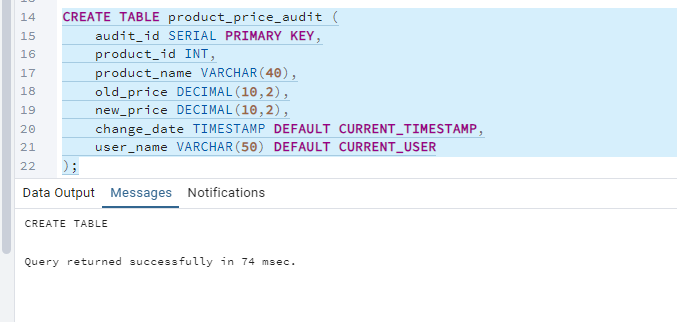 14 CREATE TABLE product_price_audit (
15 audit_id SERIAL PRIMARY KEY,
16 product_id INT,
17 product_name VARCHAR(40),
18 old_price DECIMAL(10,2),
19 new_price DECIMAL(10,2),
20 change_date TIMESTAMP DEFAULT CURRENT_TIMESTAMP,
21 user_name VARCHAR(50) DEFAULT CURRENT_USER
22 );
Data Output Messages Notifications
CREATE TABLE
Query returned successfully in 74 msec.